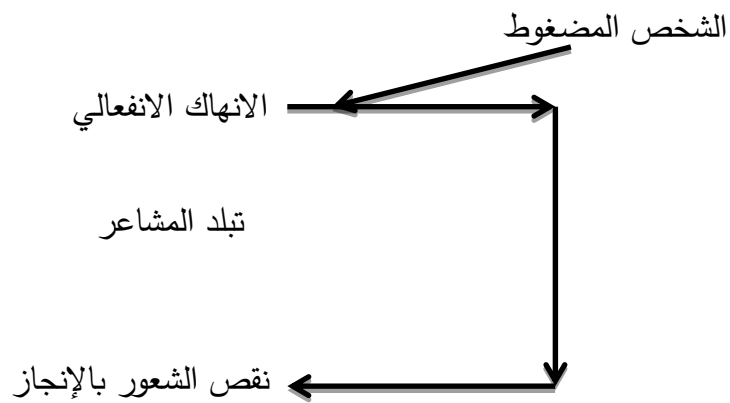 الشخص المضغوط
الانهاك الانفعالي
تبلد المشاعر
نقص الشعور بالإنجاز